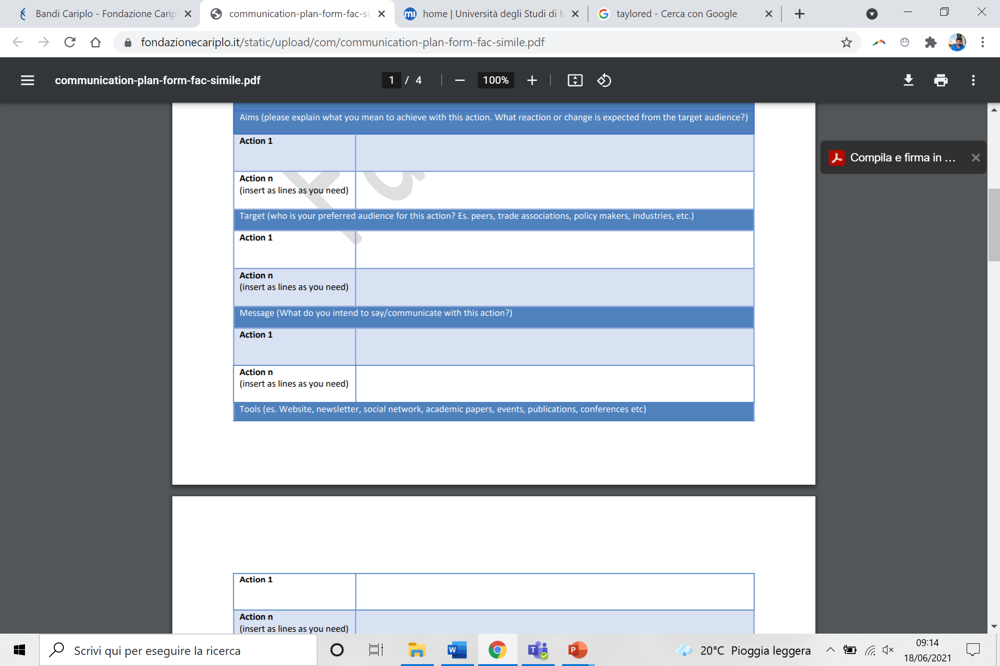 Bandi Cariplo - Fondazione Carip
communication-plan-form-fac-si
home | Università degli Studi di M
taylored - Cerca con Google
fondazionecariplo.it/static/upload/com/communication-plan-form-fac-simile.pdf
communication-plan-form-fac-simile.pdf
1 / 4
100%
Aims (please explain what you mean to achieve with this action. What reaction or change is expected from the target audience?)
Action 1
Action n
(insert as lines as you need)
Target (who is your preferred audience for this action? Es. peers, trade associations, policy makers, industries, etc.)
Action 1
Action n
(insert as lines as you need)
Message (What do you intend to say/communicate with this action?)
Action 1
Action n
(insert as lines as you need)
Tools (es. Website, newsletter, social network, academic papers, events, publications, conferences etc)
Compila e firma in ...
Action 1
Action n
(insert as lines as you need)
Scrivi qui per eseguire la ricerca
20°C Pioggia leggera
09:14
18/06/2021